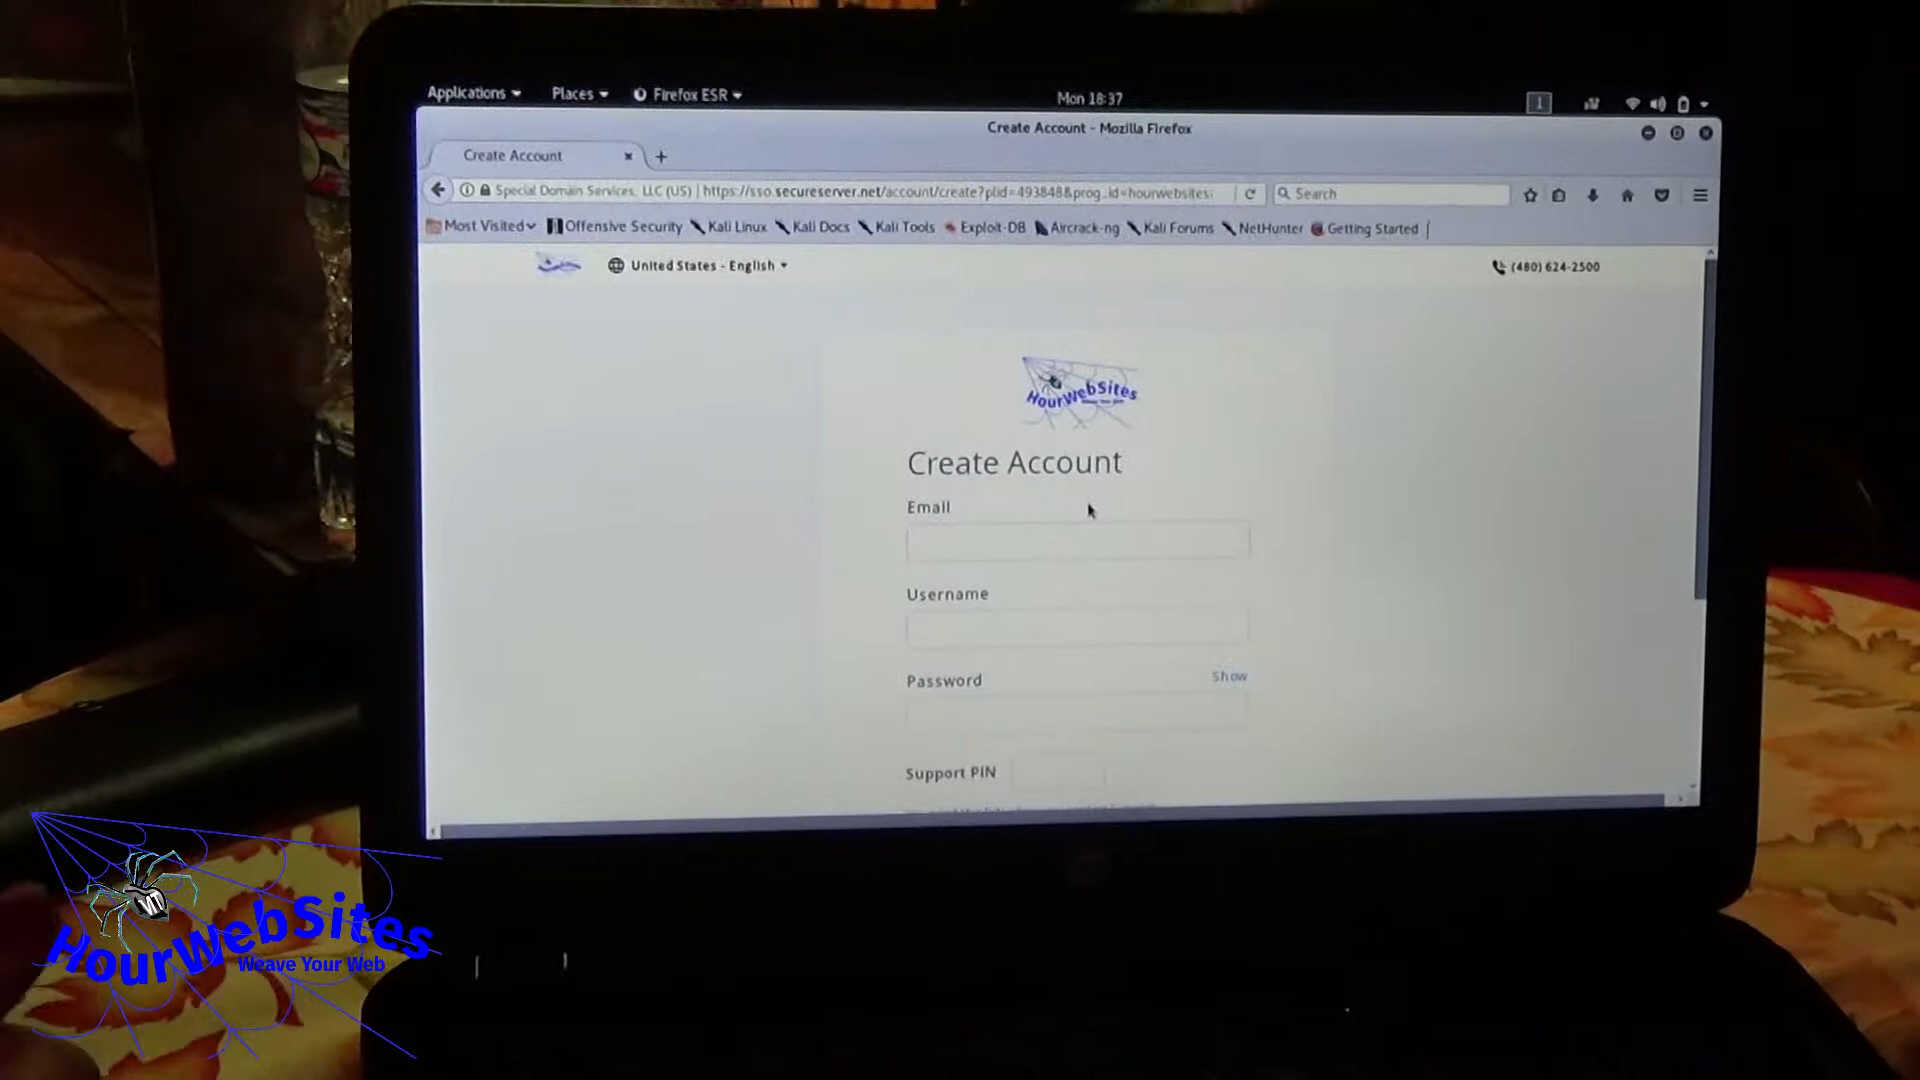 Applications Places Firefox ESR Mon 18:37 1
Create Account - Mozilla Firefox
Create Account
Special Domain Services, LLC (US) https://sso.secureserver.net/account/create?plid=493848&prog_id=hourwebsites Search
Most Visited Offensive Security Kali Linux Kali Docs Kali Tools Exploit-DB Aircrack-ng Kali Forums NetHunter Getting Started
United States - English (480) 624-2500
HourWebSites
Create Account
Email
Username
Password Show
Support PIN
HourWebSites
Weave Your Web